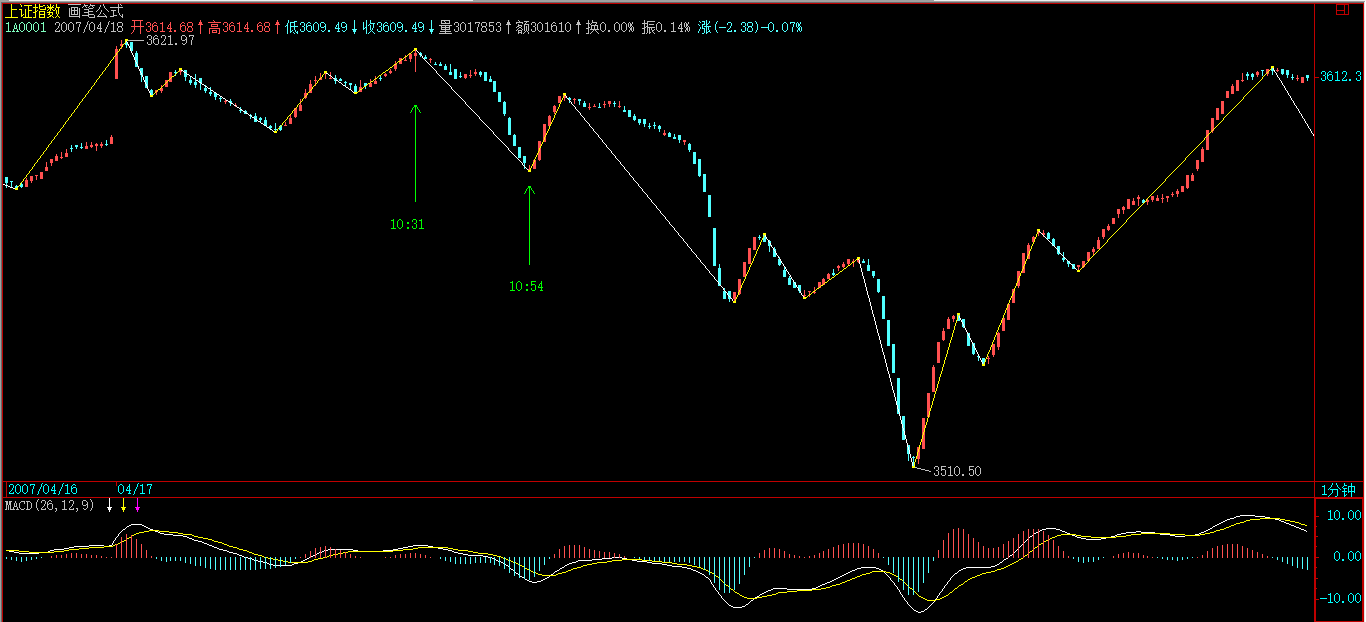 上证指数 画笔公式
1A0001 2007/04/18 开3614.68↑高3614.68↑低3609.49↓收3609.49↓量3017853↑额301610↑换0.00% 振0.14% 涨(-2.38)-0.07%
3621.97
3612.3
10:31
10:54
3510.50
2007/04/16 04/17 1分钟
MACD(26,12,9) ↓ ↓ ↓
10.00
0.00
-10.00